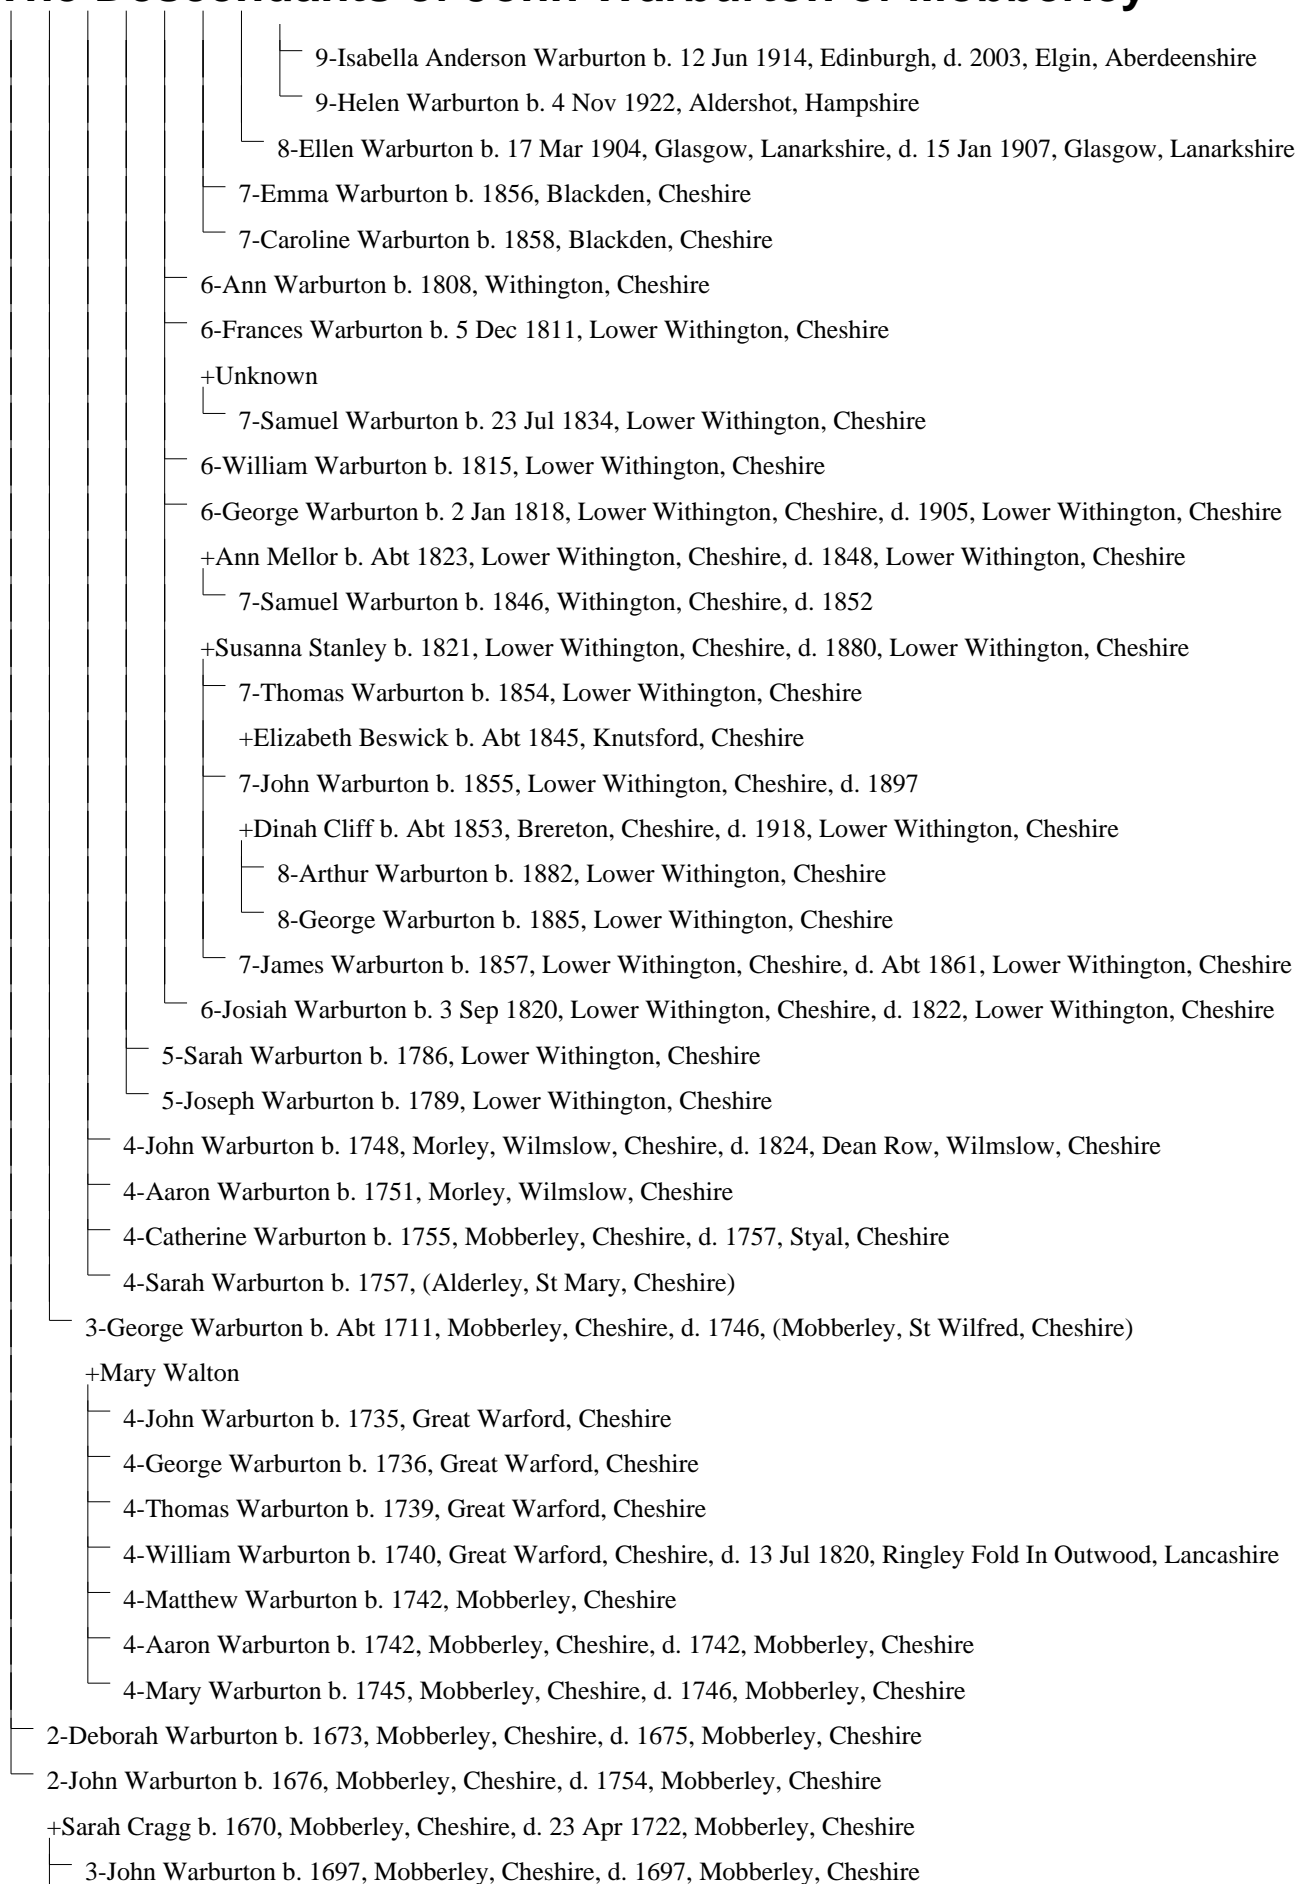 The Descendants of John Warburton of Mobberley
9-Isabella Anderson Warburton b. 12 Jun 1914, Edinburgh, d. 2003, Elgin, Aberdeenshire
9-Helen Warburton b. 4 Nov 1922, Aldershot, Hampshire
8-Ellen Warburton b. 17 Mar 1904, Glasgow, Lanarkshire, d. 15 Jan 1907, Glasgow, Lanarkshire
7-Emma Warburton b. 1856, Blackden, Cheshire
7-Caroline Warburton b. 1858, Blackden, Cheshire
6-Ann Warburton b. 1808, Withington, Cheshire
6-Frances Warburton b. 5 Dec 1811, Lower Withington, Cheshire
+Unknown
7-Samuel Warburton b. 23 Jul 1834, Lower Withington, Cheshire
6-William Warburton b. 1815, Lower Withington, Cheshire
6-George Warburton b. 2 Jan 1818, Lower Withington, Cheshire, d. 1905, Lower Withington, Cheshire
+Ann Mellor b. Abt 1823, Lower Withington, Cheshire, d. 1848, Lower Withington, Cheshire
7-Samuel Warburton b. 1846, Withington, Cheshire, d. 1852
+Susanna Stanley b. 1821, Lower Withington, Cheshire, d. 1880, Lower Withington, Cheshire
7-Thomas Warburton b. 1854, Lower Withington, Cheshire
+Elizabeth Beswick b. Abt 1845, Knutsford, Cheshire
7-John Warburton b. 1855, Lower Withington, Cheshire, d. 1897
+Dinah Cliff b. Abt 1853, Brereton, Cheshire, d. 1918, Lower Withington, Cheshire
8-Arthur Warburton b. 1882, Lower Withington, Cheshire
8-George Warburton b. 1885, Lower Withington, Cheshire
7-James Warburton b. 1857, Lower Withington, Cheshire, d. Abt 1861, Lower Withington, Cheshire
6-Josiah Warburton b. 3 Sep 1820, Lower Withington, Cheshire, d. 1822, Lower Withington, Cheshire
5-Sarah Warburton b. 1786, Lower Withington, Cheshire
5-Joseph Warburton b. 1789, Lower Withington, Cheshire
4-John Warburton b. 1748, Morley, Wilmslow, Cheshire, d. 1824, Dean Row, Wilmslow, Cheshire
4-Aaron Warburton b. 1751, Morley, Wilmslow, Cheshire
4-Catherine Warburton b. 1755, Mobberley, Cheshire, d. 1757, Styal, Cheshire
4-Sarah Warburton b. 1757, (Alderley, St Mary, Cheshire)
3-George Warburton b. Abt 1711, Mobberley, Cheshire, d. 1746, (Mobberley, St Wilfred, Cheshire)
+Mary Walton
4-John Warburton b. 1735, Great Warford, Cheshire
4-George Warburton b. 1736, Great Warford, Cheshire
4-Thomas Warburton b. 1739, Great Warford, Cheshire
4-William Warburton b. 1740, Great Warford, Cheshire, d. 13 Jul 1820, Ringley Fold In Outwood, Lancashire
4-Matthew Warburton b. 1742, Mobberley, Cheshire
4-Aaron Warburton b. 1742, Mobberley, Cheshire, d. 1742, Mobberley, Cheshire
4-Mary Warburton b. 1745, Mobberley, Cheshire, d. 1746, Mobberley, Cheshire
2-Deborah Warburton b. 1673, Mobberley, Cheshire, d. 1675, Mobberley, Cheshire
2-John Warburton b. 1676, Mobberley, Cheshire, d. 1754, Mobberley, Cheshire
+Sarah Cragg b. 1670, Mobberley, Cheshire, d. 23 Apr 1722, Mobberley, Cheshire
3-John Warburton b. 1697, Mobberley, Cheshire, d. 1697, Mobberley, Cheshire